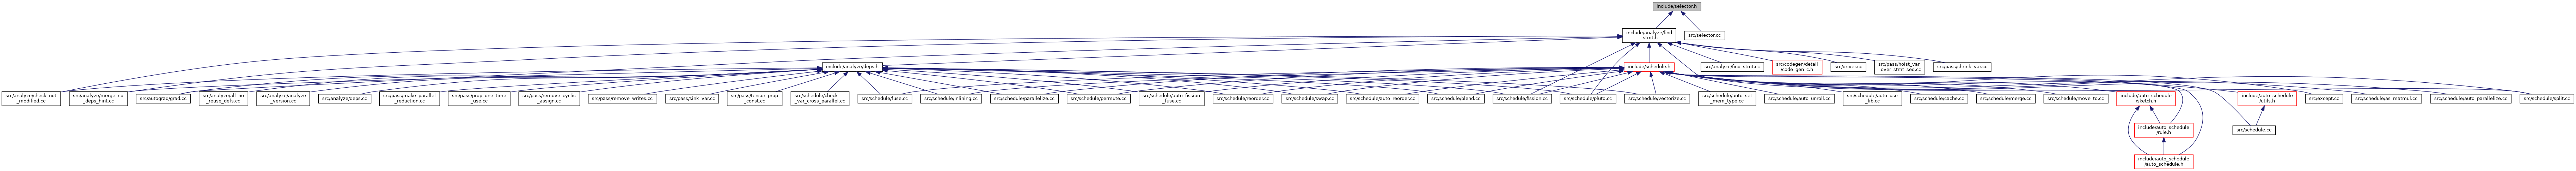 include/selector.h
include/analyze/find
_stmt.h
src/selector.cc
include/analyze/deps.h
include/schedule.h
src/analyze/find_stmt.cc
src/codegen/detail
/code_gen_c.h
src/driver.cc
src/pass/hoist_var
_over_stmt_seq.cc
src/pass/shrink_var.cc
src/analyze/check_not
_modified.cc
src/analyze/merge_no
_deps_hint.cc
src/autograd/grad.cc
src/analyze/all_no
_reuse_defs.cc
src/analyze/analyze
_version.cc
src/analyze/deps.cc
src/pass/make_parallel
_reduction.cc
src/pass/prop_one_time
_use.cc
src/pass/remove_cyclic
_assign.cc
src/pass/remove_writes.cc
src/pass/sink_var.cc
src/pass/tensor_prop
_const.cc
src/schedule/check
_var_cross_parallel.cc
src/schedule/fuse.cc
src/schedule/inlining.cc
src/schedule/parallelize.cc
src/schedule/permute.cc
src/schedule/auto_fission
_fuse.cc
src/schedule/reorder.cc
src/schedule/swap.cc
src/schedule/auto_reorder.cc
src/schedule/blend.cc
src/schedule/fission.cc
src/schedule/pluto.cc
src/schedule/vectorize.cc
src/schedule/auto_set
_mem_type.cc
src/schedule/auto_unroll.cc
src/schedule/auto_use
_lib.cc
src/schedule/cache.cc
src/schedule/merge.cc
src/schedule/move_to.cc
include/auto_schedule
/sketch.h
include/auto_schedule
/utils.h
src/except.cc
src/schedule/as_matmul.cc
src/schedule/auto_parallelize.cc
src/schedule/split.cc
include/auto_schedule
/rule.h
src/schedule.cc
include/auto_schedule
/auto_schedule.h